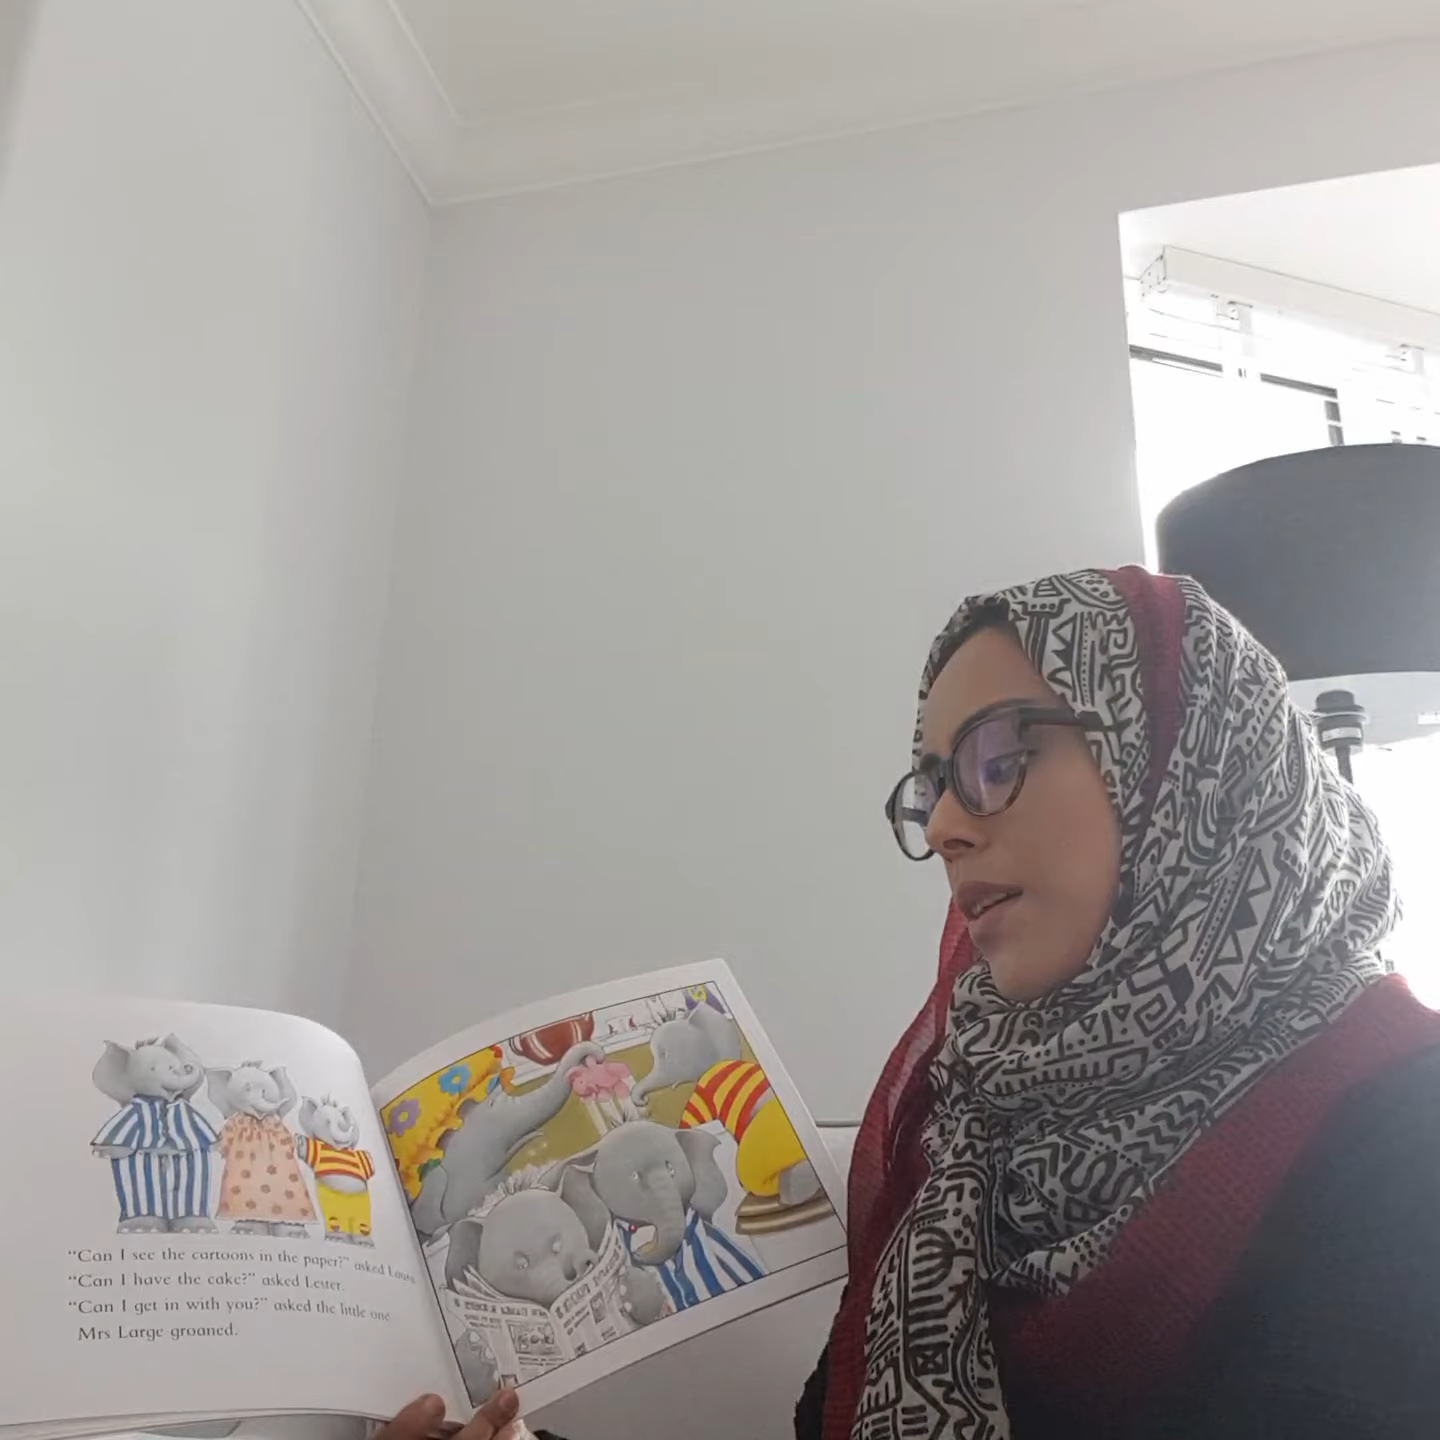 "Can I see the cartoons in the paper?" asked Laura.
"Can I have the cake?" asked Lester.
"Can I get in with you?" asked the little one.
Mrs Large groaned.